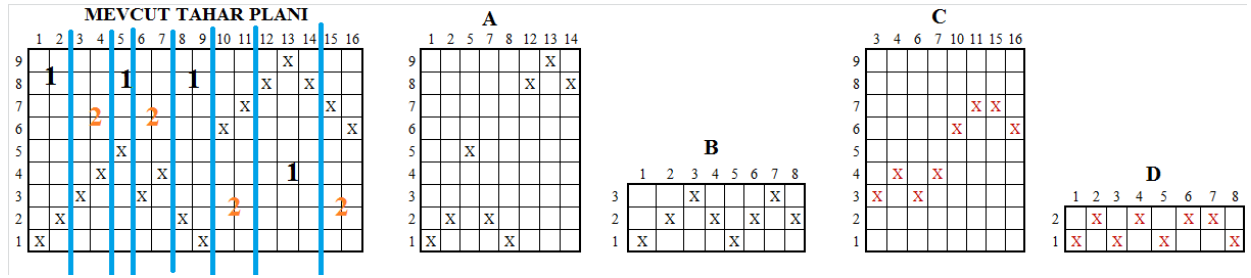 MEVCUT TAHAR PLANI
1 2 3 4 5 6 7 8 9 10 11 12 13 14 15 16
9 X
8 1 1 1 X X
7 2 2 X X
6 X X
5 X
4 X X 1
3 X X 2 2
2 X X
1 X X
A
1 2 5 8 12 13 14
9 X
8 X X
7
6
5 X
4
3
2 X X
1 X X
B
1 2 3 4 5 6 7 8
3 X X
2 X X X X
1 X X
C
3 4 6 7 10 11 15 16
9
8
7 X X
6 X X
5
4 X X
3 X X
2
1
D
1 2 3 4 5 6 7 8
2 X X X X
1 X X X X